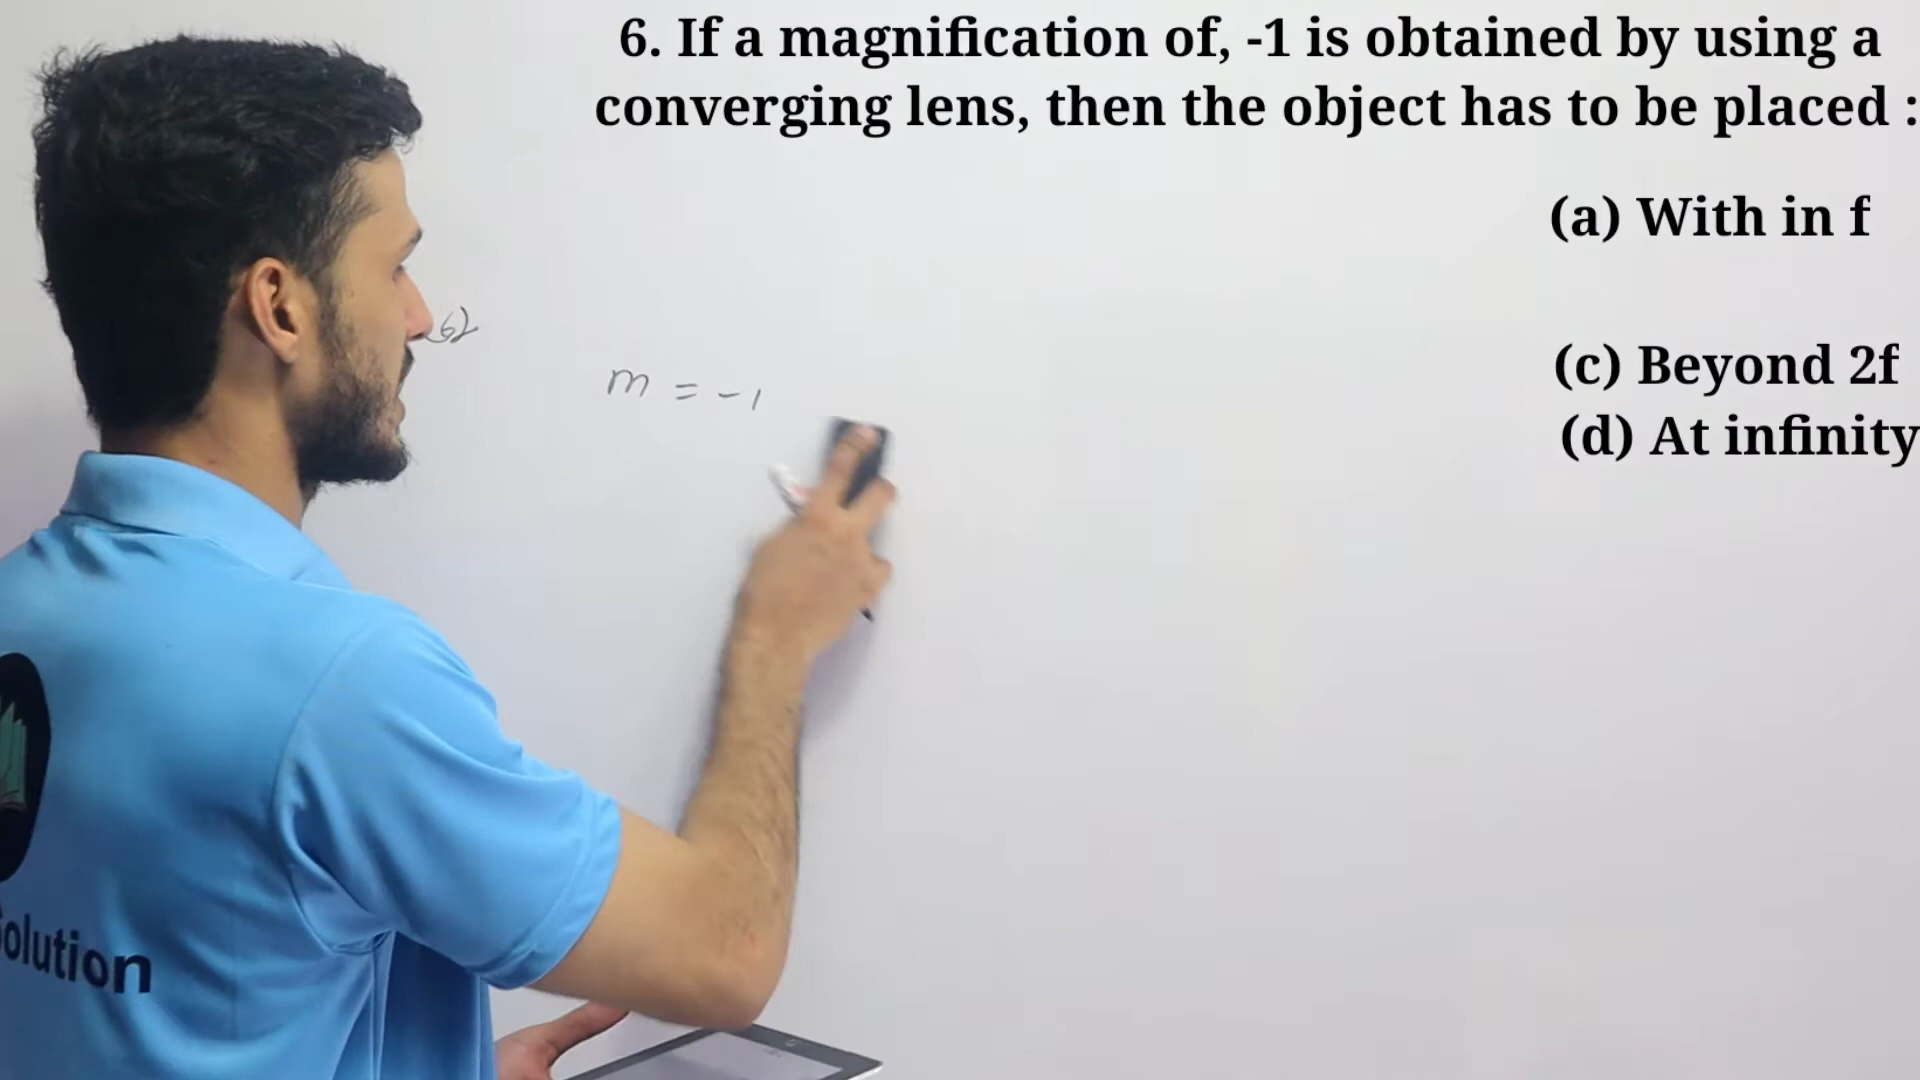 6. If a magnification of, -1 is obtained by using a
converging lens, then the object has to be placed :
(a) With in f
(c) Beyond 2f
(d) At infinity
6)
m = -1
olution